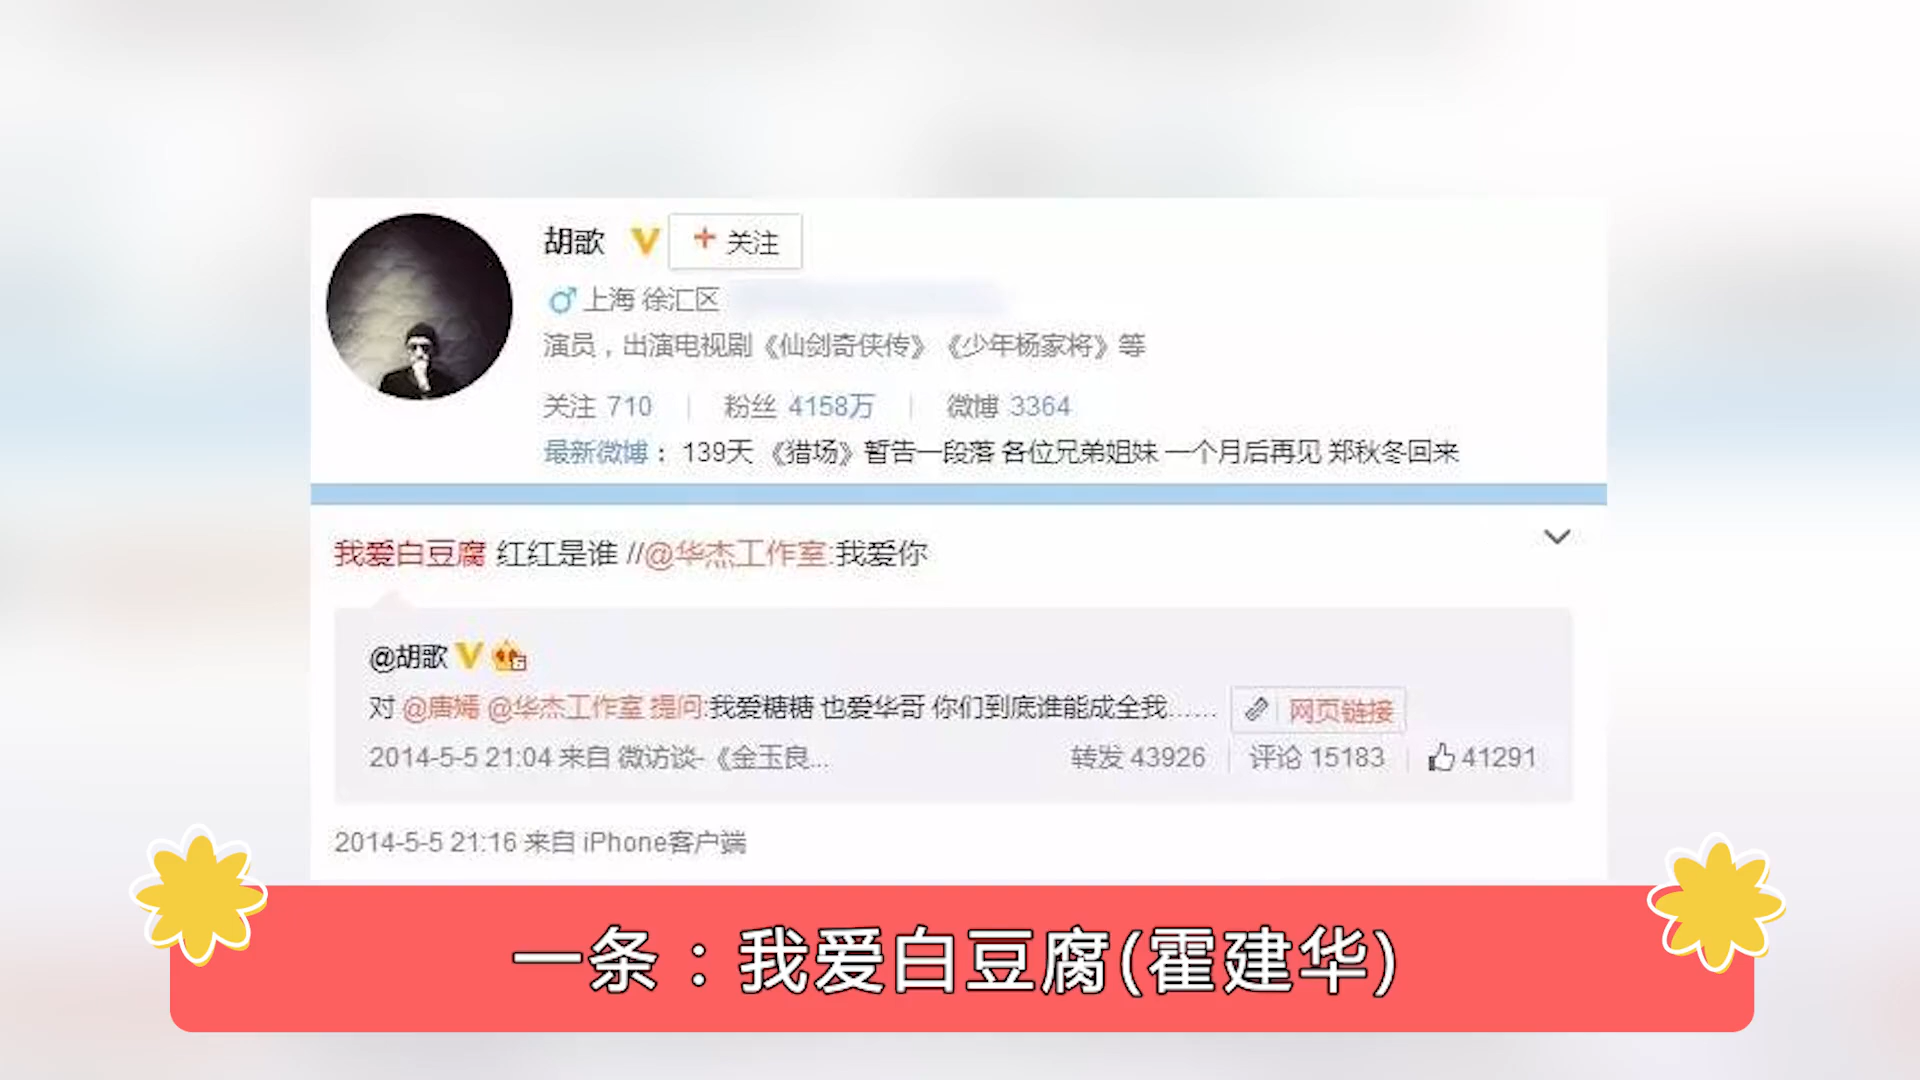 胡歌 V + 关注
♂ 上海 徐汇区
演员，出演电视剧《仙剑奇侠传》《少年杨家将》等
关注 710 | 粉丝 4158万 | 微博 3364
最新微博： 139天 《猎场》暂告一段落 各位兄弟姐妹 一个月后再见 郑秋冬回来
我爱白豆腐 红红是谁 //@华杰工作室:我爱你
@胡歌 V
对 @唐嫣 @华杰工作室 提问:我爱糖糖 也爱华哥 你们到底谁能成全我…… 网页链接
2014-5-5 21:04 来自 微访谈-《金玉良... 转发 43926 | 评论 15183 | 41291
2014-5-5 21:16 来自 iPhone客户端
一条：我爱白豆腐(霍建华)